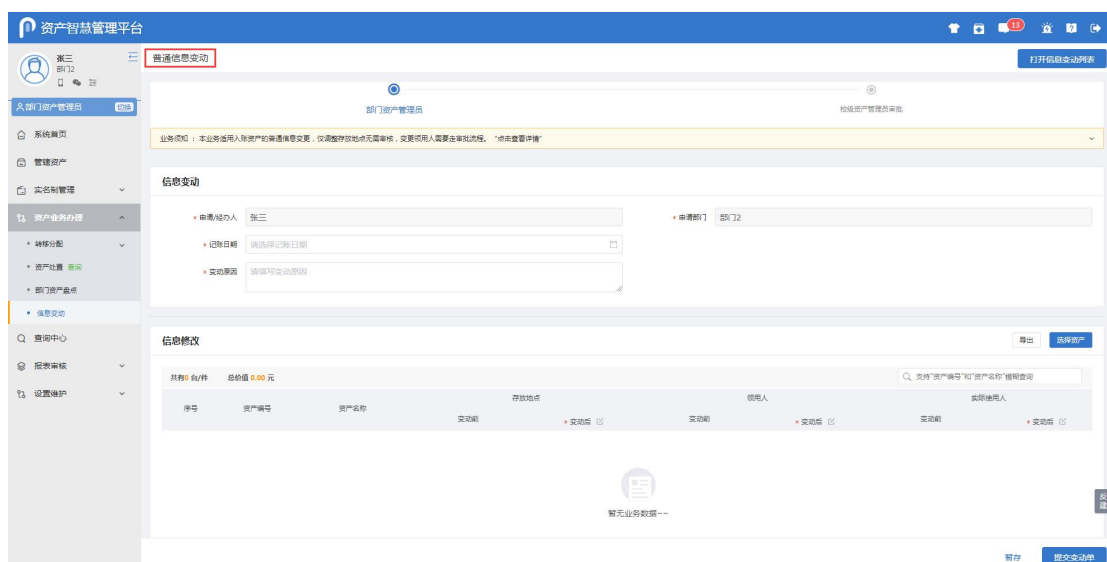 资产智慧管理平台
13
张三
部门2
部门资产管理员 切换
系统首页
管辖资产
实名制管理
资产业务办理
转移分配
资产处置 查询
部门资产盘点
信息变动
查询中心
报表审核
设置维护
普通信息变动
打开信息变动列表
部门资产管理员
校级资产管理员审批
业务须知：本业务适用入账资产的普通信息变更，仅调整存放地点无需审核，变更领用人需要走审批流程。 “点击查看详情”
信息变动
* 申请/经办人 张三
* 申请部门 部门2
* 记账日期 请选择记账日期
* 变动原因 请填写变动原因
信息修改
导出 选择资产
共有0 台/件 总价值 0.00 元
支持"资产编号"和"资产名称"模糊查询
序号 资产编号 资产名称 存放地点 领用人 实际使用人
变动前 * 变动后 变动前 * 变动后 变动前 * 变动后
暂无业务数据~~
反
建
暂存 提交变动单